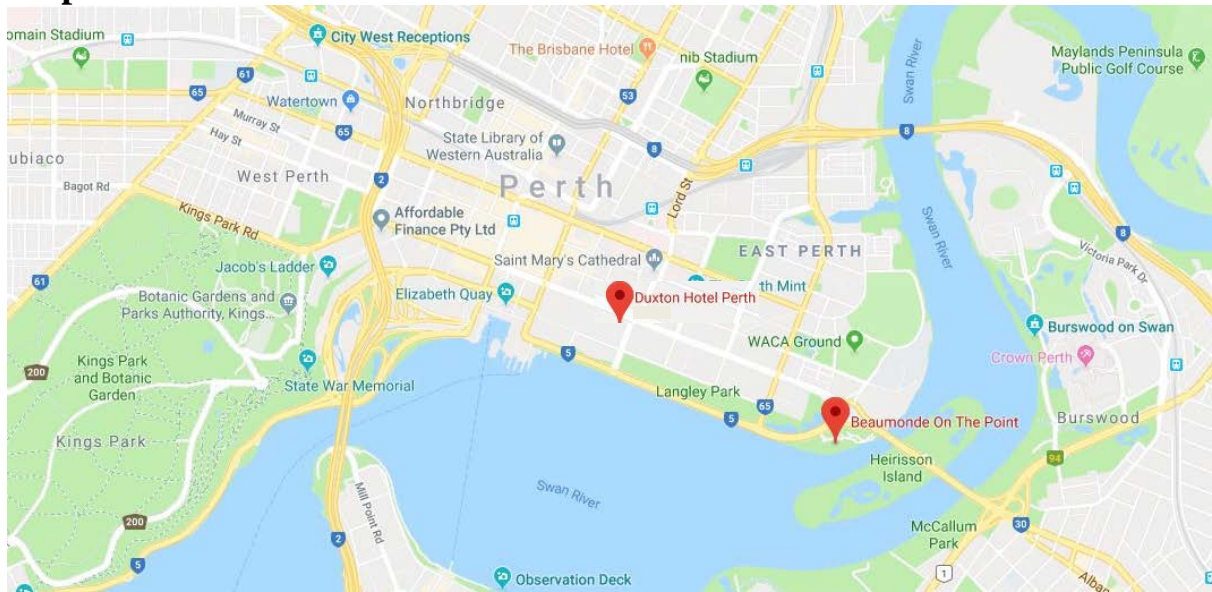 omain Stadium
City West Receptions
The Brisbane Hotel
nib Stadium
Maylands Peninsula
Public Golf Course
Swan River
61
65
Watertown
Northbridge
53
Murray St
65
Hay St
State Library of
Western Australia
8
8
ubiaco
Bagot Rd
West Perth
2
Perth
Lord St
Kings Park Rd
Affordable
Finance Pty Ltd
Swan River
EAST PERTH
8
Victoria Park Dr
Jacob's Ladder
Saint Mary's Cathedral
61
Botanic Gardens and
Parks Authority, Kings...
Elizabeth Quay
Duxton Hotel Perth
th Mint
WACA Ground
Burswood on Swan
Crown Perth
Kings Park
and Botanic
Garden
200
State War Memorial
5
Langley Park
65
5
Beaumonde On The Point
Burswood
Kings Park
Heirisson
Island
94
Mill Point Rd
Swan River
200
McCallum
Park
30
2
5
Observation Deck
1
Alban